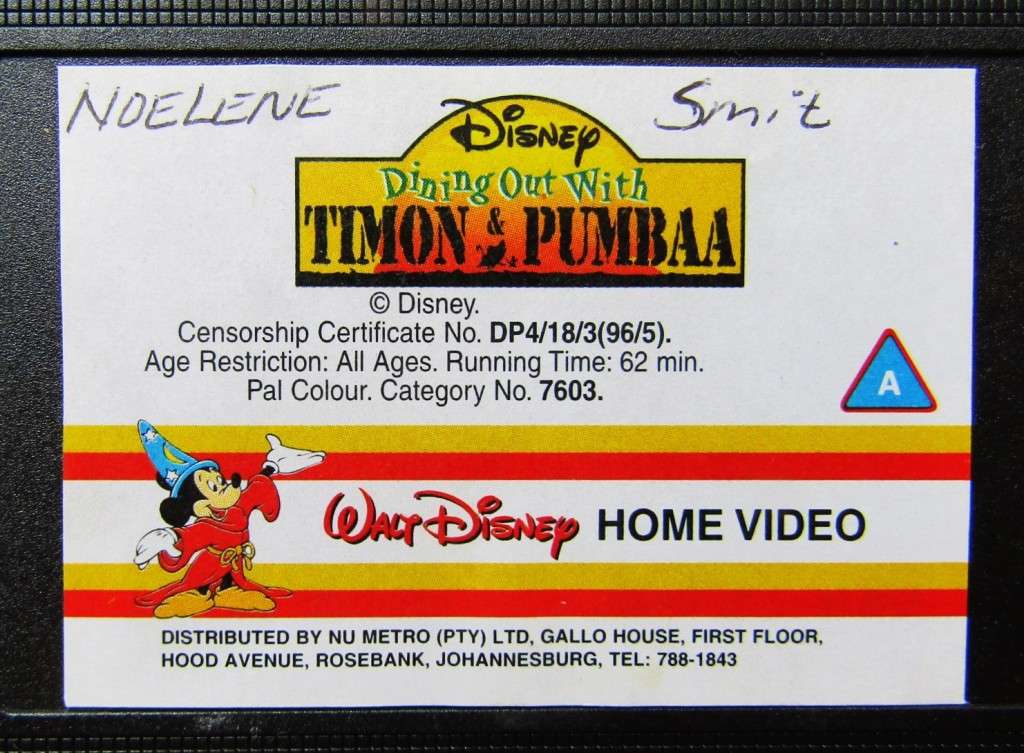 NOELENE Smit
Disney
Dining Out With
TIMON & PUMBAA
© Disney.
Censorship Certificate No. DP4/18/3(96/5).
Age Restriction: All Ages. Running Time: 62 min.
Pal Colour. Category No. 7603.
A
Walt Disney HOME VIDEO
DISTRIBUTED BY NU METRO (PTY) LTD, GALLO HOUSE, FIRST FLOOR,
HOOD AVENUE, ROSEBANK, JOHANNESBURG, TEL: 788-1843